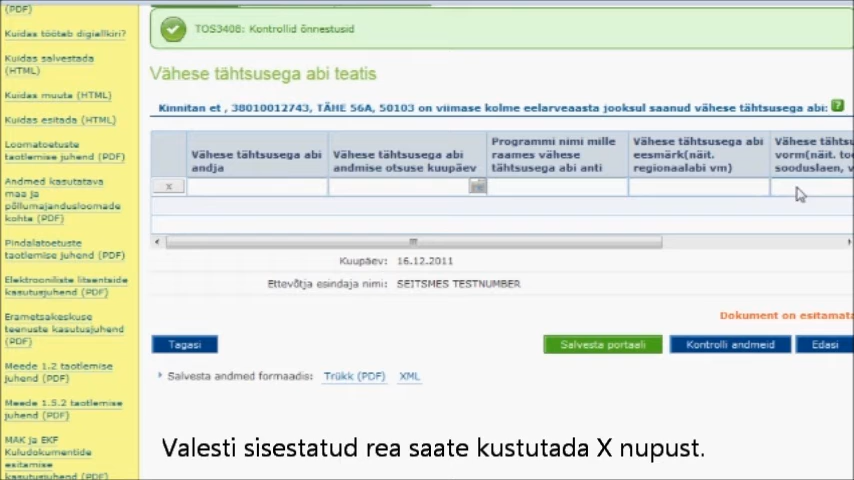 (PDF)
Kuidas töötab digiallkiri?
Kuidas salvestada
(HTML)
Kuidas muuta (HTML)
Kuidas esitada (HTML)
Loomatoetuste
taotlemise juhend (PDF)
Andmed kasutatava
maa ja
põllumajandusloomade
kohta (PDF)
Pindalatoetuste
taotlemise juhend (PDF)
Elektrooniliste litsentside
kasutusjuhend (PDF)
Erametsakeskuse
teenuste kasutusjuhend
(PDF)
Meede 1.2 taotlemise
juhend (PDF)
Meede 1.5.2 taotlemise
juhend (PDF)
MAK ja EKF
Kuludokumentide
esitamise
kasutusjuhend (PDF)
TOS3408: Kontrollid õnnestusid
Vähese tähtsusega abi teatis
Kinnitan et , 38010012743, TÄHE 56A, 50103 on viimase kolme eelarveaasta jooksul saanud vähese tähtsusega abi: ?
Vähese tähtsusega abi
andja
Vähese tähtsusega abi
andmise otsuse kuupäev
Programmi nimi mille
raames vähese
tähtsusega abi anti
Vähese tähtsusega abi
eesmärk(näit.
regionaalabi vm)
Vähese tähtsu
vorm(näit. to
sooduslaen, v
x
Kuupäev: 16.12.2011
Ettevõtja esindaja nimi: SEITSMES TESTNUMBER
Dokument on esitamata
Tagasi
Salvesta portaali
Kontrolli andmeid
Edasi
Salvesta andmed formaadis: Trükk (PDF) XML
Valesti sisestatud rea saate kustutada X nupust.